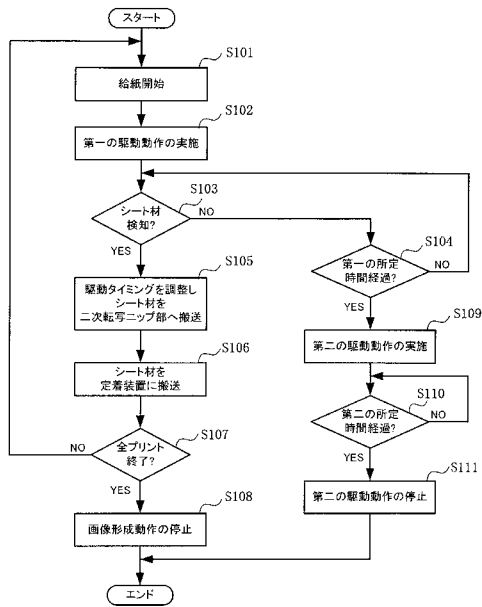 スタート
S101
給紙開始
S102
第一の駆動動作の実施
S103
シート材
検知?
NO
YES
S104
第一の所定
時間経過?
NO
YES
S105
駆動タイミングを調整し
シート材を
二次転写ニップ部へ搬送
S109
第二の駆動動作の実施
S106
シート材を
定着装置に搬送
S110
第二の所定
時間経過?
NO
YES
S107
全プリント
終了?
NO
YES
S111
第二の駆動動作の停止
S108
画像形成動作の停止
エンド